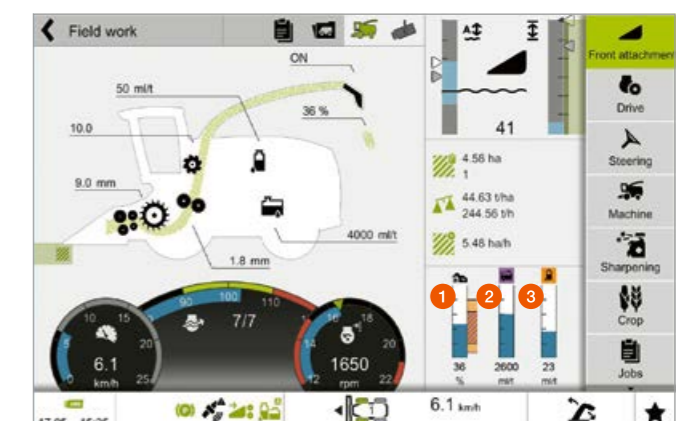 Field work
ON
50 ml/t
36 %
10.0
9.0 mm
4000 ml/t
1.8 mm
90 100 110
7/7
5 10 15 20 25
6.1
km/h
12 14 16 18 20 22
1650
rpm
41
4.56 ha
1
44.63 t/ha
244.56 t/h
5.48 ha/h
1 2 3
36 2600 23
% ml/t ml/t
6.1 km/h
Front attachment
Drive
Steering
Machine
Sharpening
Crop
Jobs